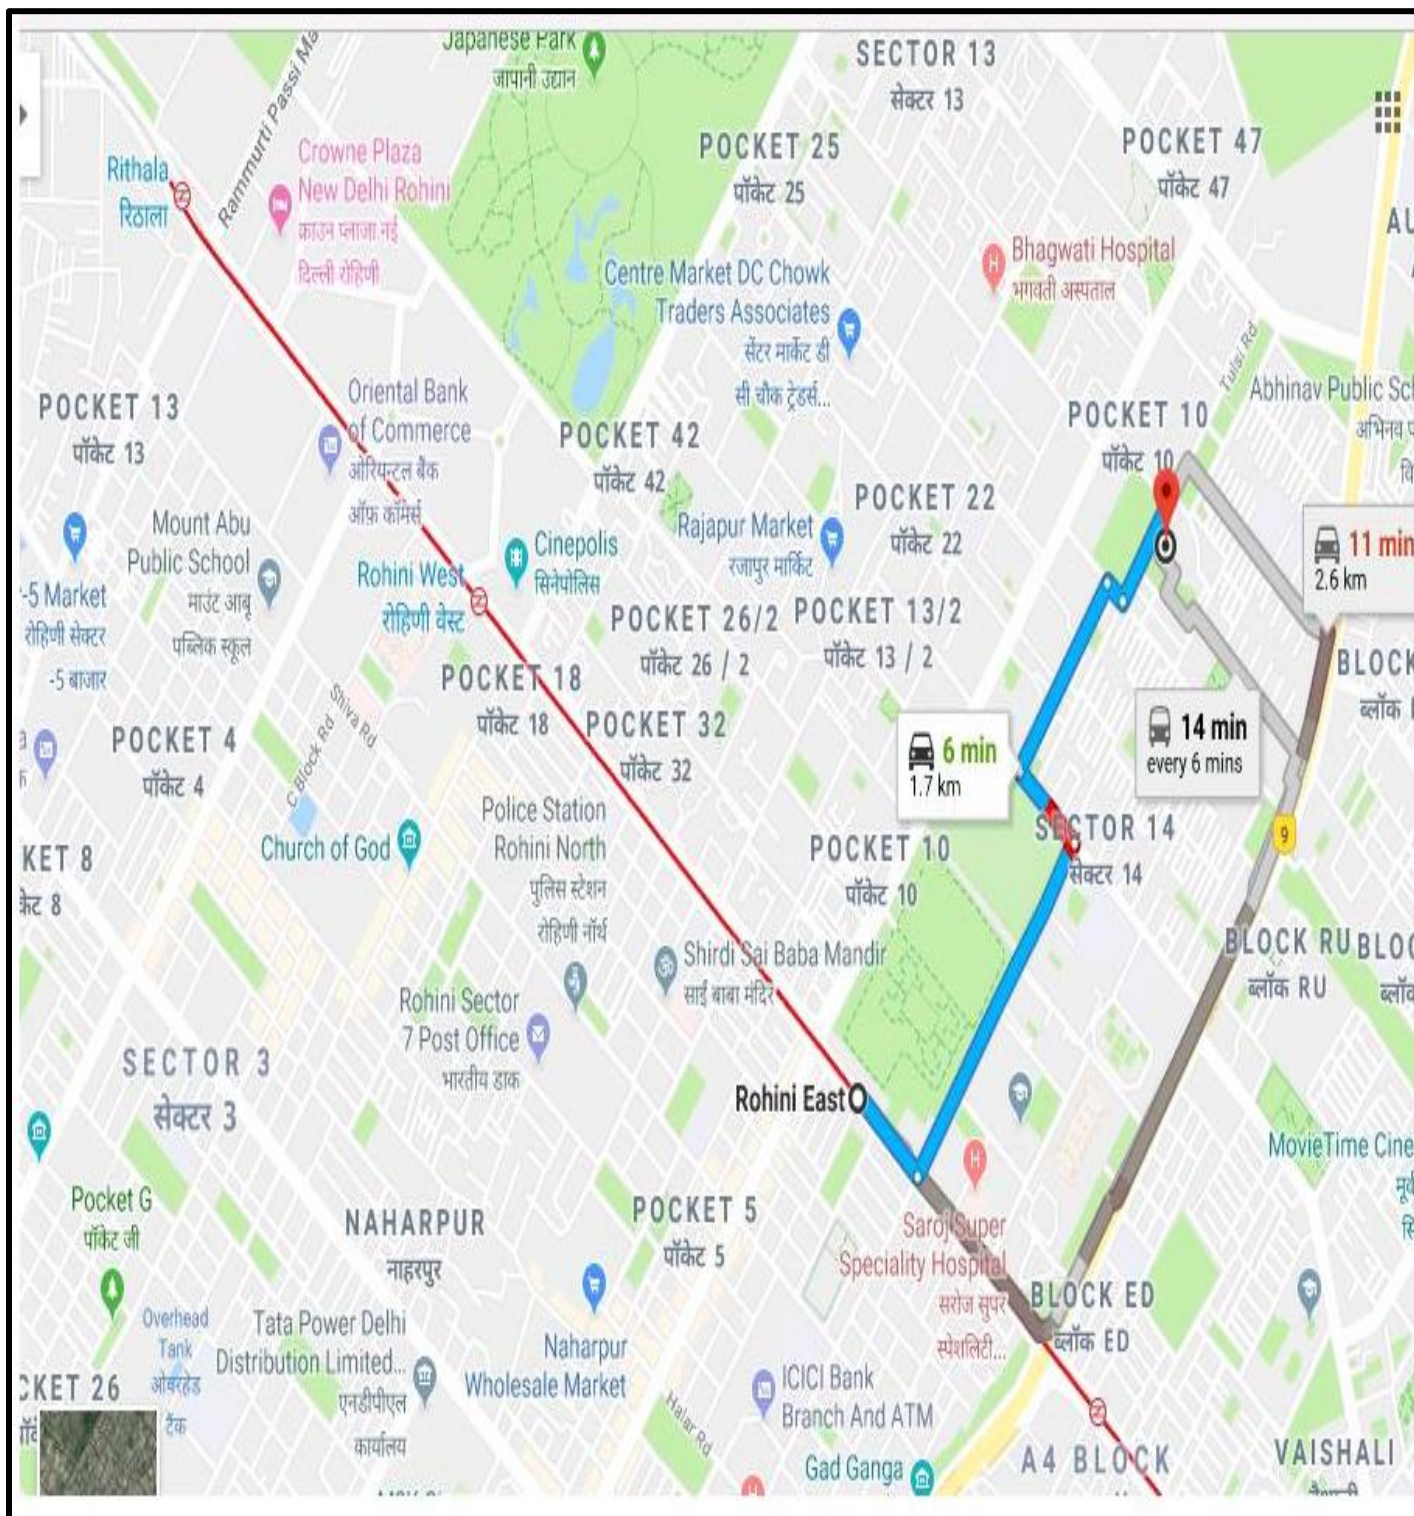 Japanese Park
जापानी उद्यान
SECTOR 13
सेक्टर 13
Rammurti Passi Ma
POCKET 25
पॉकेट 25
POCKET 47
पॉकेट 47
Rithala
रिठाला
Crowne Plaza
New Delhi Rohini
क्राउन प्लाजा नई
दिल्ली रोहिणी
AU
Bhagwati Hospital
भगवती अस्पताल
Centre Market DC Chowk
Traders Associates
सेंटर मार्केट डी
सी चौक ट्रेडर्स...
Tulsi Rd
POCKET 13
पॉकेट 13
Oriental Bank
of Commerce
ओरियन्टल बैंक
ऑफ़ कॉमर्स
POCKET 42
पॉकेट 42
POCKET 10
पॉकेट 10
Abhinav Public Sch
अभिनव प
वि
POCKET 22
पॉकेट 22
Mount Abu
Public School
माउंट आबू
पब्लिक स्कूल
Rajapur Market
रजापुर मार्किट
Cinepolis
सिनेपोलिस
11 min
2.6 km
Rohini West
रोहिणी वेस्ट
-5 Market
रोहिणी सेक्टर
-5 बाजार
POCKET 26/2
पॉकेट 26 / 2
POCKET 13/2
पॉकेट 13 / 2
BLOCK
ब्लॉक
POCKET 18
पॉकेट 18
Shiva Rd
C Block Rd
POCKET 4
पॉकेट 4
POCKET 32
पॉकेट 32
14 min
every 6 mins
6 min
1.7 km
Police Station
Rohini North
पुलिस स्टेशन
रोहिणी नॉर्थ
Church of God
SECTOR 14
सेक्टर 14
9
KET 8
केट 8
POCKET 10
पॉकेट 10
BLOCK RU
ब्लॉक RU
BLOC
ब्लॉक
Shirdi Sai Baba Mandir
साईं बाबा मंदिर
Rohini Sector
7 Post Office
भारतीय डाक
SECTOR 3
सेक्टर 3
Rohini East
MovieTime Cine
Pocket G
पॉकेट जी
NAHARPUR
नाहरपुर
POCKET 5
पॉकेट 5
Saroj Super
Speciality Hospital
सरोज सुपर
स्पेशलिटी...
BLOCK ED
ब्लॉक ED
Overhead
Tank
ओवरहेड
टैंक
Tata Power Delhi
Distribution Limited...
एनडीपीएल
कार्यालय
Naharpur
Wholesale Market
CKET 26
Halar Rd
ICICI Bank
Branch And ATM
Gad Ganga
A4 BLOCK
VAISHALI